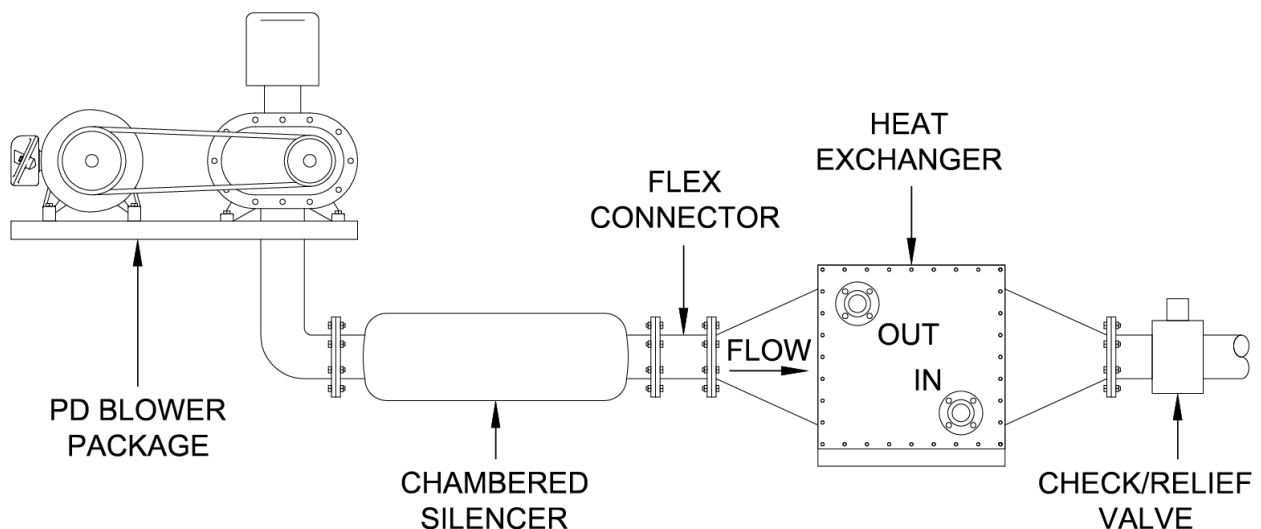 HEAT
EXCHANGER
FLEX
CONNECTOR
FLOW
OUT
IN
PD BLOWER
PACKAGE
CHAMBERED
SILENCER
CHECK/RELIEF
VALVE